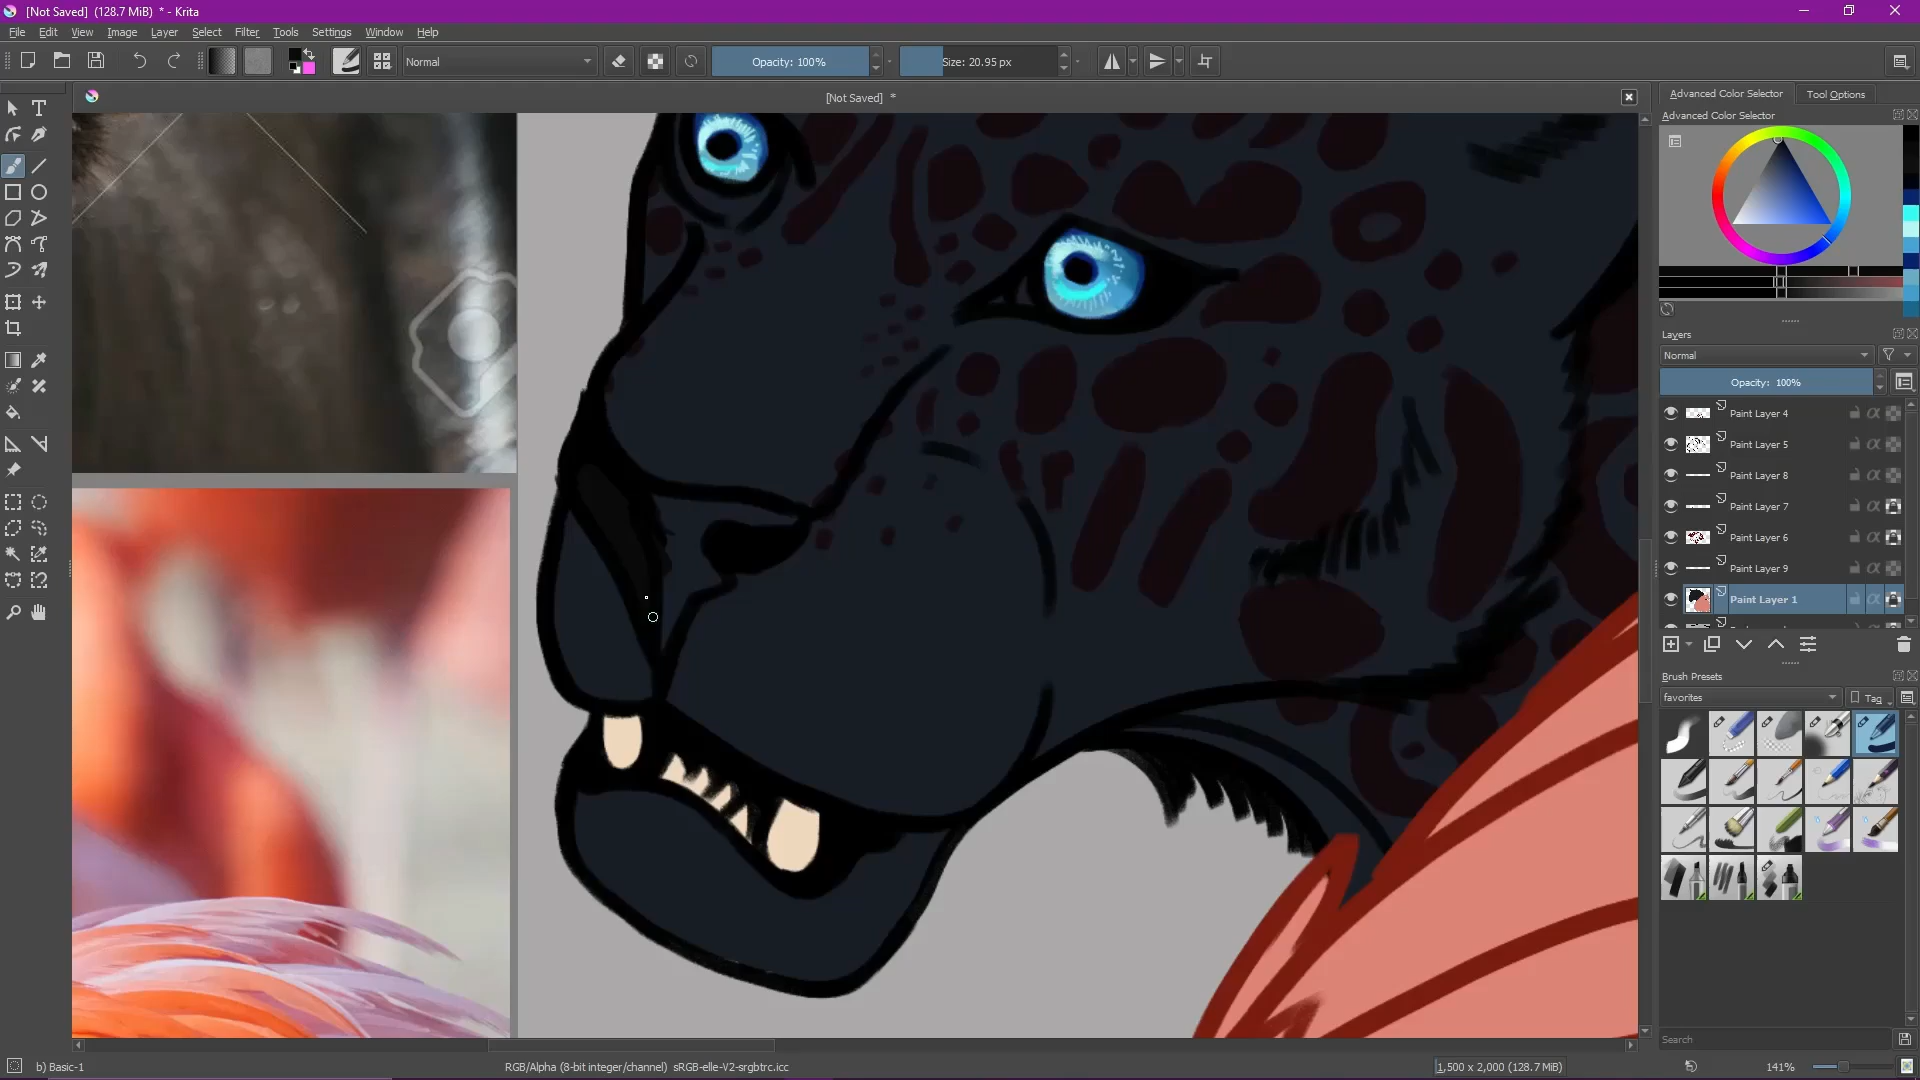 [Not Saved]  (128.7 MiB)  * - Krita
File Edit View Image Layer Select Filter Tools Settings Window Help
Normal Opacity: 100% Size: 20.95 px
[Not Saved]  *
Advanced Color Selector Tool Options
Advanced Color Selector
Layers
Normal
Opacity:  100%
Paint Layer 4
Paint Layer 5
Paint Layer 8
Paint Layer 7
Paint Layer 6
Paint Layer 9
Paint Layer 1
Brush Presets
favorites Tag
Search
b) Basic-1 RGB/Alpha (8-bit integer/channel)  sRGB-elle-V2-srgbtrc.icc 1,500 x 2,000 (128.7 MiB) 141%